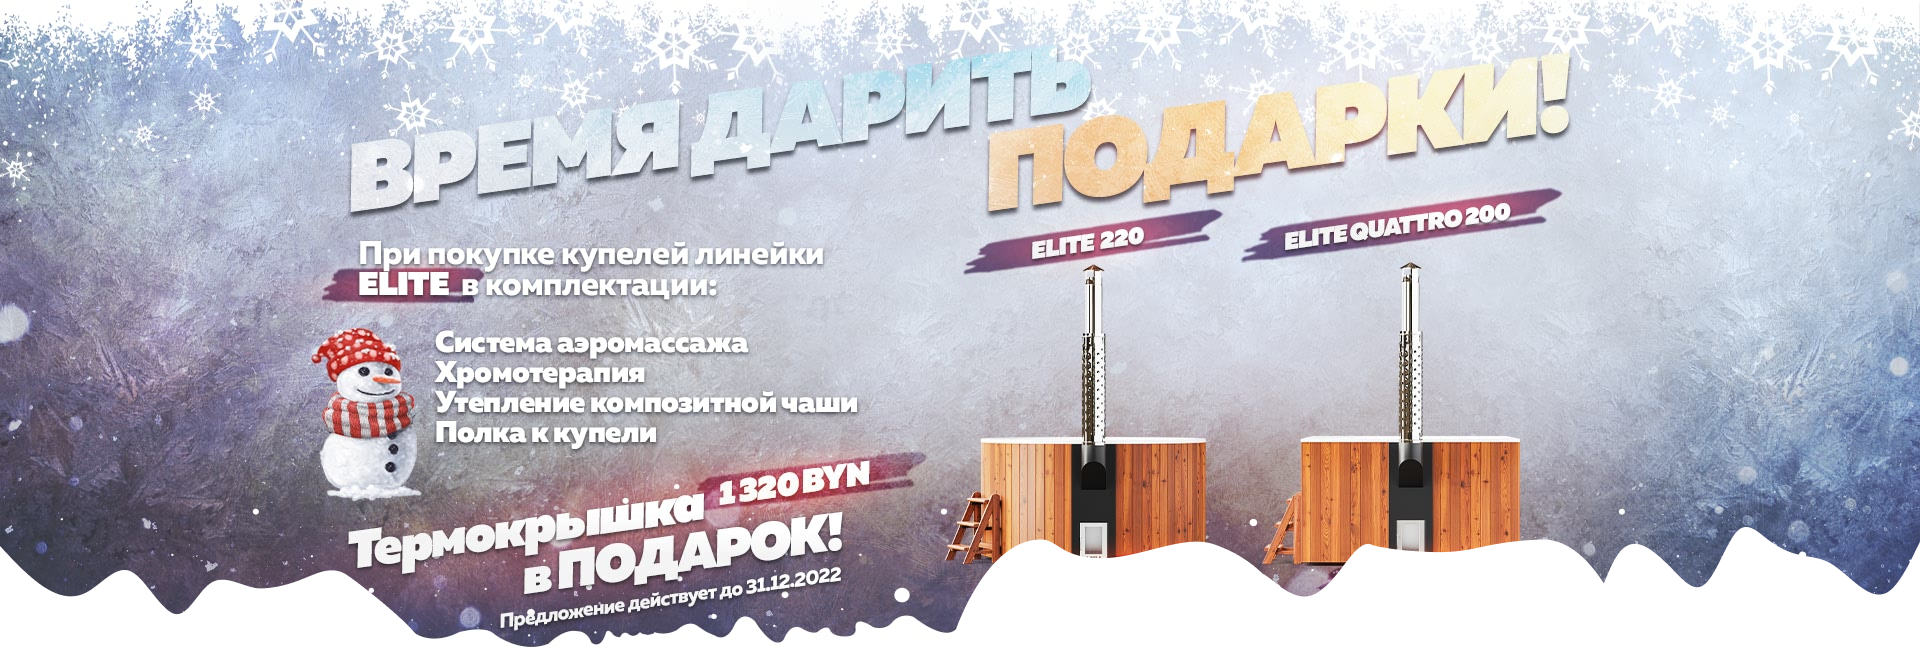 ВРЕМЯ ДАРИТЬ
ПОДАРКИ!
При покупке купелей линейки
ELITE в комплектации:
Система аэромассажа
Хромотерапия
Утепление композитной чаши
Полка к купели
Термокрышка 1 320 BYN
в ПОДАРОК!
Предложение действует до 31.12.2022
ELITE 220
ELITE QUATTRO 200